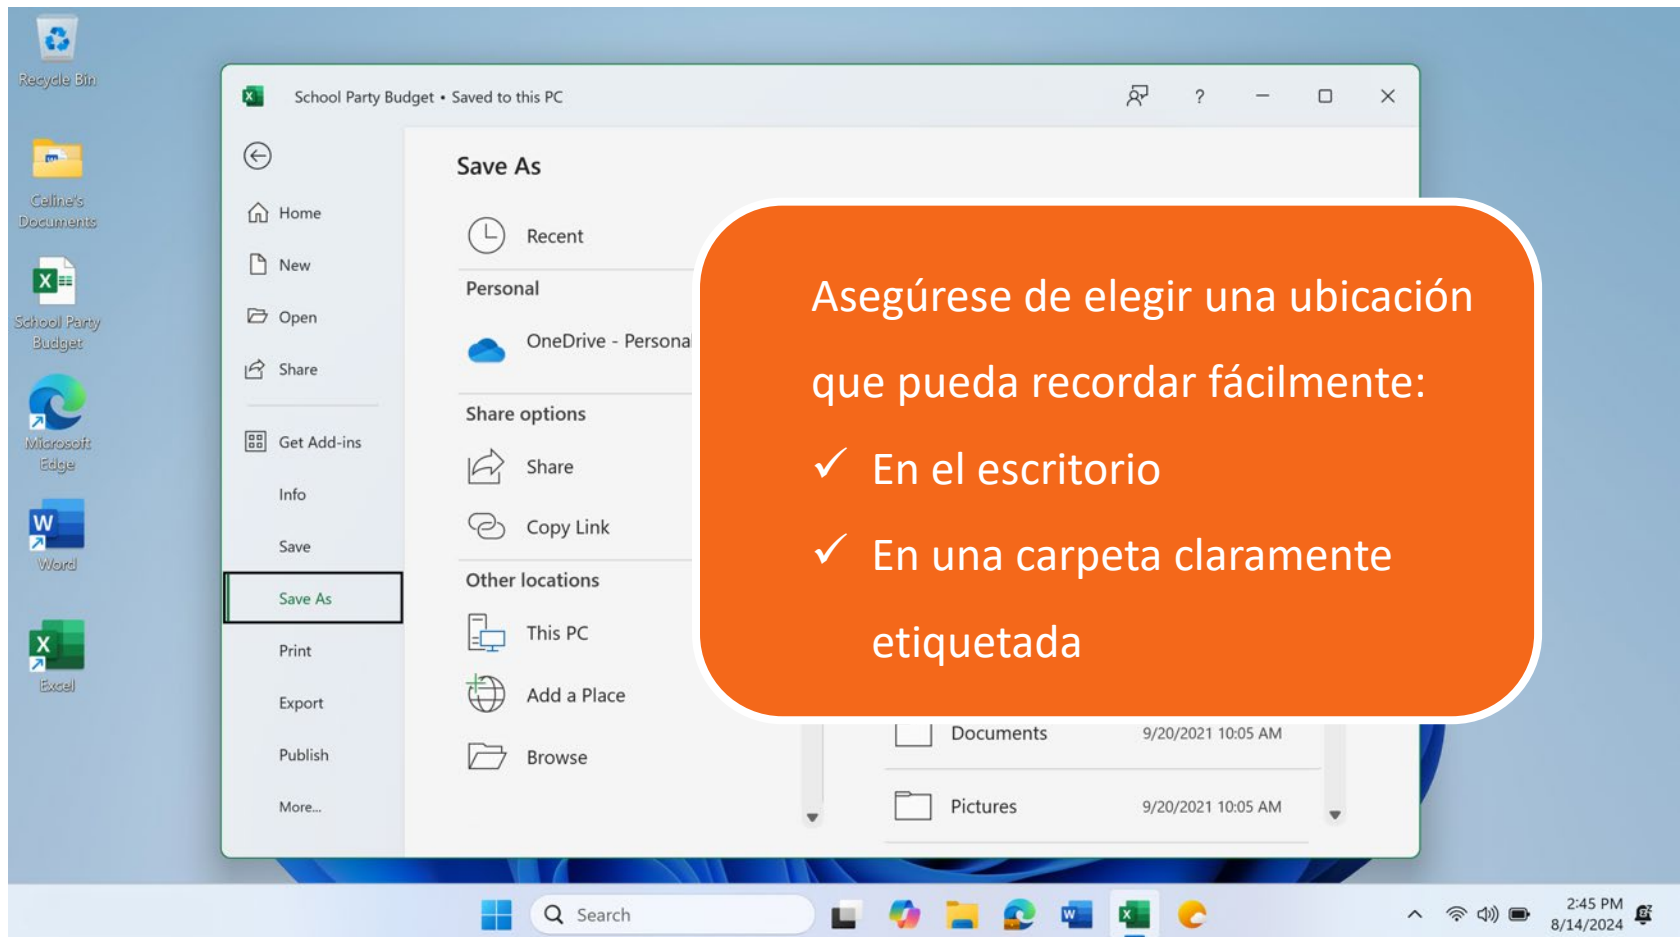 Recycle Bin
Celine's
Documents
School Party
Budget
Microsoft
Edge
Word
Excel
School Party Budget • Saved to this PC
Home
New
Open
Share
Get Add-ins
Info
Save
Save As
Print
Export
Publish
More...
Save As
Recent
Personal
OneDrive - Personal
Share options
Share
Copy Link
Other locations
This PC
Add a Place
Browse
Asegúrese de elegir una ubicación
que pueda recordar fácilmente:
✓ En el escritorio
✓ En una carpeta claramente
etiquetada
Documents 9/20/2021 10:05 AM
Pictures 9/20/2021 10:05 AM
Search
2:45 PM
8/14/2024